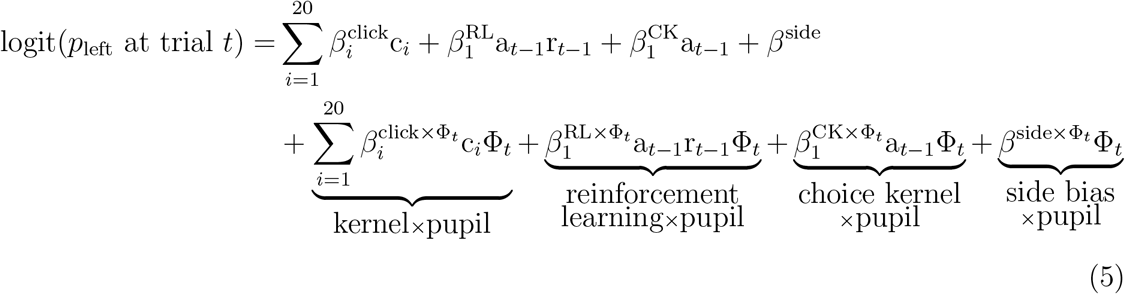 logit(p_left at trial t) = \sum_{i=1}^{20} β_i^{click} c_i + β_1^{RL} a_{t−1} r_{t−1} + β_1^{CK} a_{t−1} + β^{side}
+ \sum_{i=1}^{20} β_i^{click×Φ_t} c_i Φ_t + β_1^{RL×Φ_t} a_{t−1} r_{t−1} Φ_t + β_1^{CK×Φ_t} a_{t−1} Φ_t + β^{side×Φ_t} Φ_t
kernel×pupil
reinforcement
learning×pupil
choice kernel
×pupil
side bias
×pupil
(5)